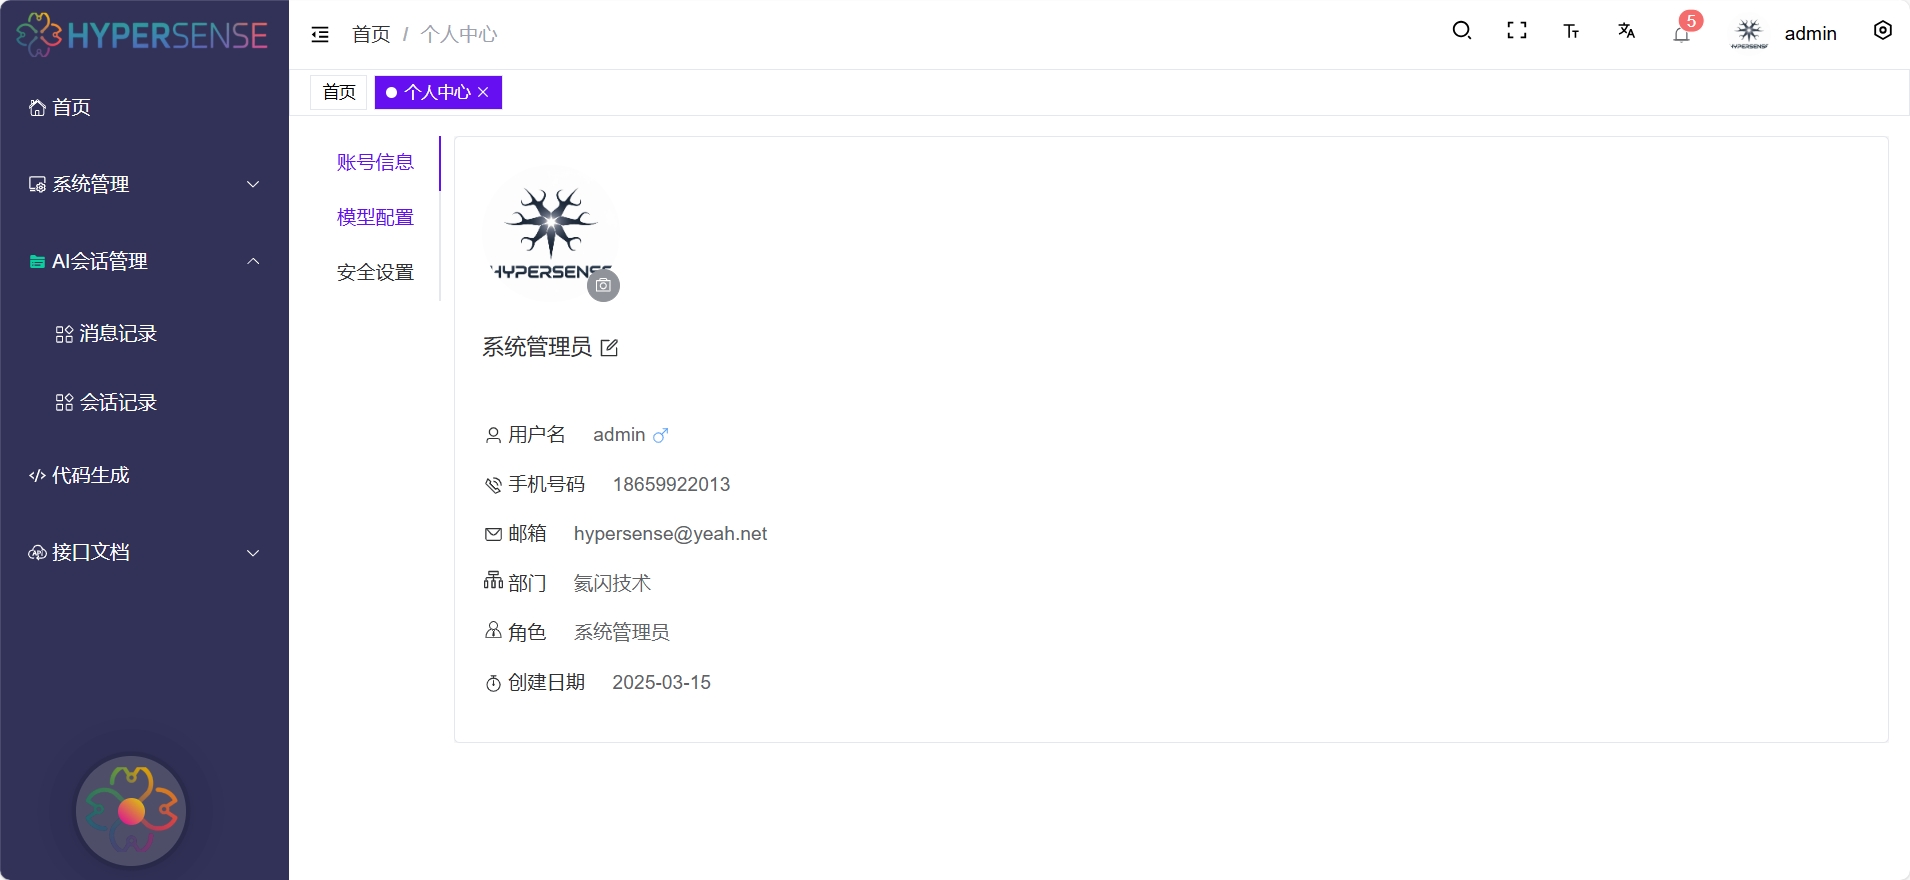 HYPERSENSE
首页
系统管理
AI会话管理
消息记录
会话记录
代码生成
接口文档
首页 / 个人中心
5
HYPERSENSE
admin
首页
个人中心
账号信息
模型配置
安全设置
HYPERSENSE
系统管理员
用户名 admin
手机号码 18659922013
邮箱 hypersense@yeah.net
部门 氦闪技术
角色 系统管理员
创建日期 2025-03-15